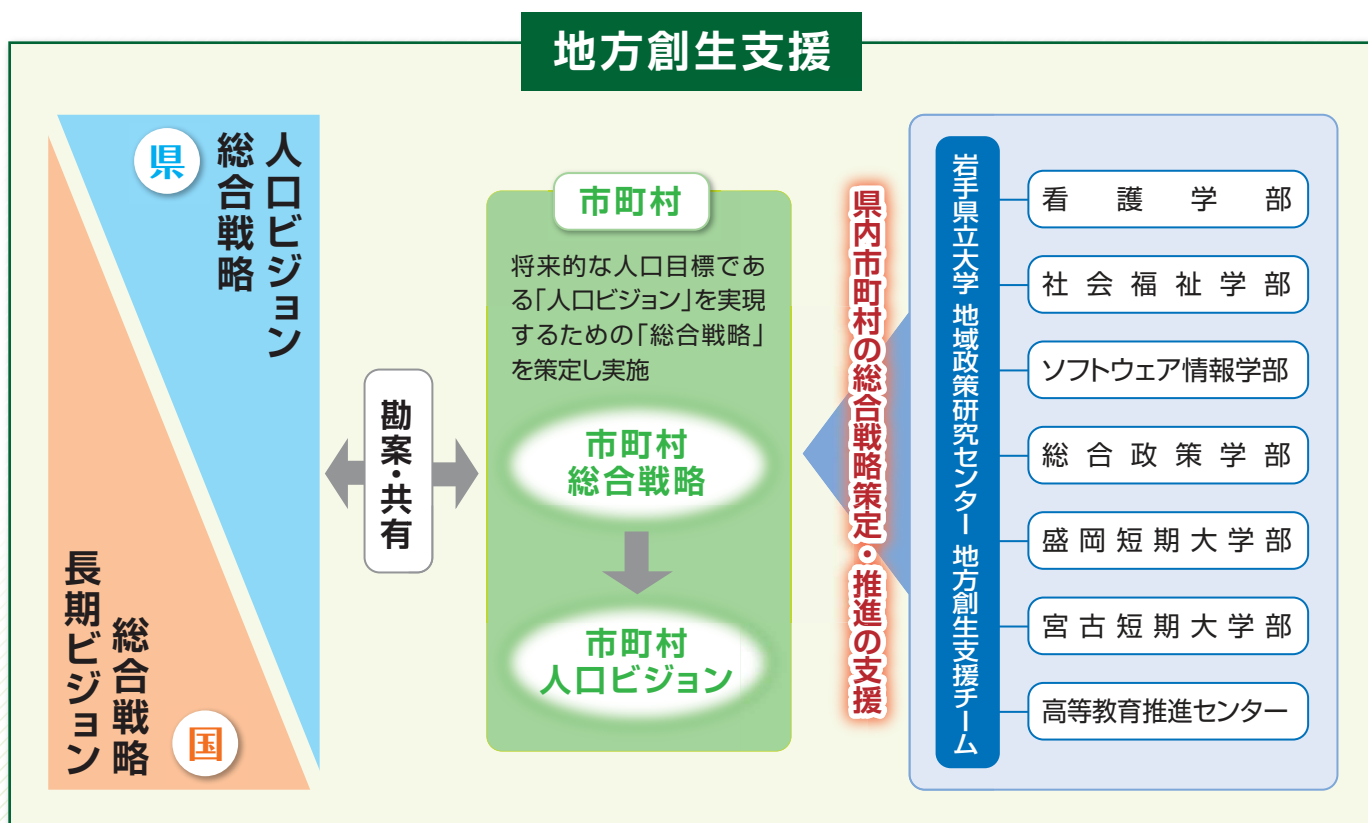 地方創生支援
県
人口ビジョン
総合戦略
長期ビジョン
総合戦略
国
勘案・共有
市町村
将来的な人口目標であ
る「人口ビジョン」を実現
するための「総合戦略」
を策定し実施
市町村
総合戦略
市町村
人口ビジョン
県内市町村の総合戦略策定・推進の支援
岩手県立大学 地域政策研究センター 地方創生支援チーム
看護学部
社会福祉学部
ソフトウェア情報学部
総合政策学部
盛岡短期大学部
宮古短期大学部
高等教育推進センター